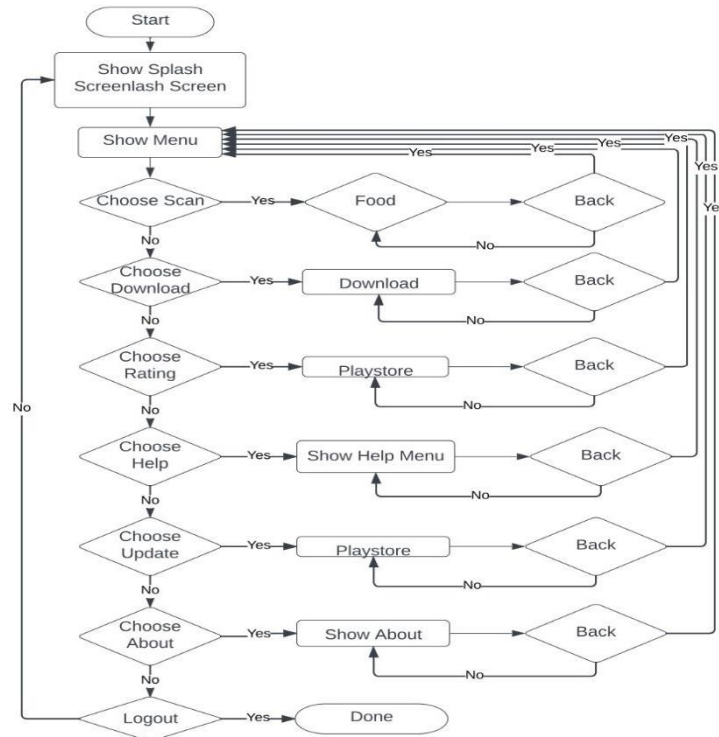 Start
Show Splash
Screenlash Screen
Show Menu
Yes
Yes
Yes
Yes
Yes
Ye
Choose Scan
Yes
Food
Back
No
No
Choose
Download
Yes
Download
Back
No
No
Choose
Rating
Yes
Playstore
Back
No
No
No
Choose
Help
Yes
Show Help Menu
Back
No
No
Choose
Update
Yes
Playstore
Back
No
No
Choose
About
Yes
Show About
Back
No
No
Logout
Yes
Done